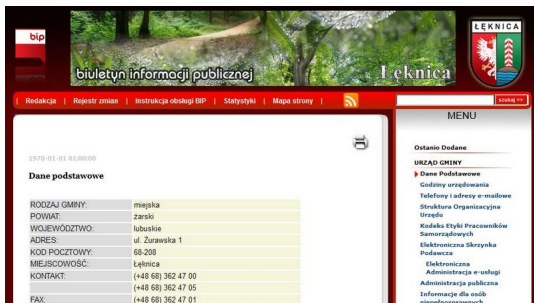 bip
biuletyn informacji publicznej
Łęknica
ŁĘKNICA
| Redakcja | Rejestr zmian | Instrukcja obsługi BIP | Statystyki | Mapa strony |
szukaj >>
1970-01-01 01:00:00
Dane podstawowe
RODZAJ GMINY: miejska
POWIAT: żarski
WOJEWÓDZTWO: lubuskie
ADRES: ul. Żurawska 1
KOD POCZTOWY: 68-208
MIEJSCOWOŚĆ: Łęknica
KONTAKT: (+48 68) 362 47 00
(+48 68) 362 47 05
FAX: (+48 68) 362 47 01
MENU
Ostanio Dodane
URZĄD GMINY
Dane Podstawowe
Godziny urzędowania
Telefony i adresy e-mailowe
Struktura Organizacyjna
Urzędu
Kodeks Etyki Pracowników
Samorządowych
Elektroniczna Skrzynka
Podawcza
Elektroniczna
Administracja e-usługi
Administracja publiczna
Informacje dla osób
niepełnosprawnych